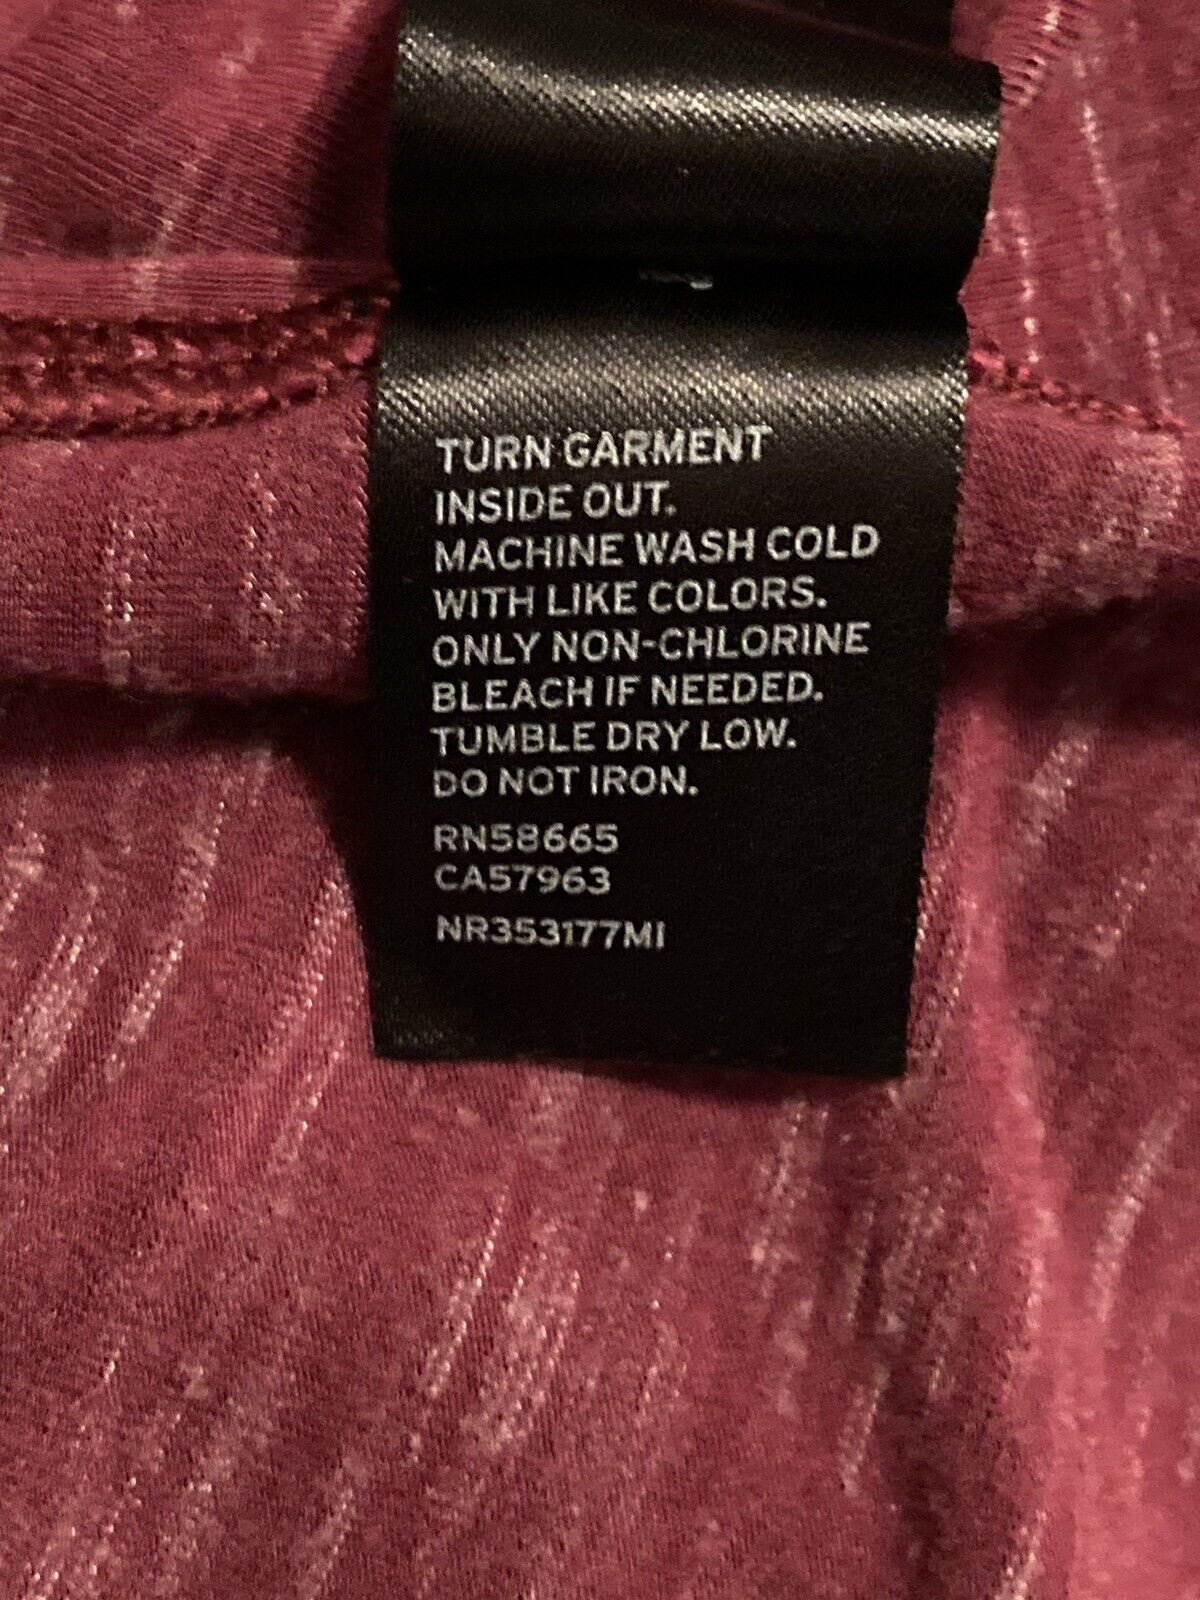 TURN GARMENT
INSIDE OUT.
MACHINE WASH COLD
WITH LIKE COLORS.
ONLY NON-CHLORINE
BLEACH IF NEEDED.
TUMBLE DRY LOW.
DO NOT IRON.
RN58665
CA57963
NR353177MI